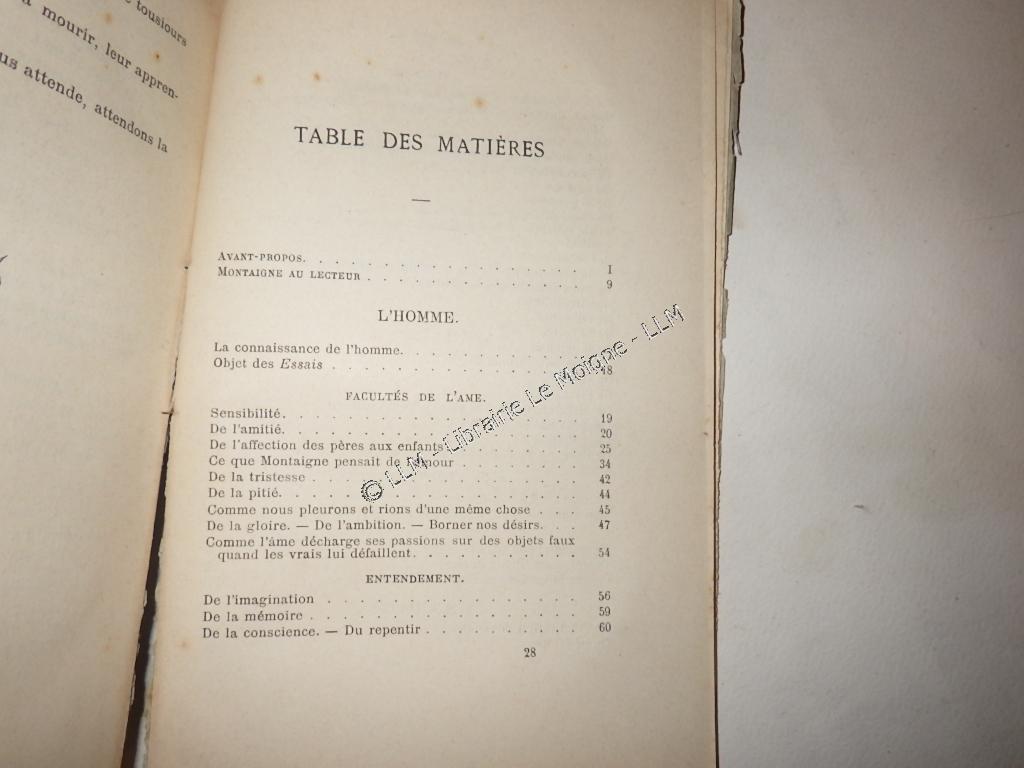 tousiours
à mourir, leur appren-
us attende, attendons la
TABLE DES MATIÈRES
—
AVANT-PROPOS. . . . . . . . . . . . . . . . . . I
MONTAIGNE AU LECTEUR . . . . . . . . . . . . . . 9
L'HOMME.
La connaissance de l'homme. . . . . . . . . . .
Objet des Essais . . . . . . . . . . . . . . . 18
FACULTÉS DE L'AME.
Sensibilité. . . . . . . . . . . . . . . . . . 19
De l'amitié. . . . . . . . . . . . . . . . . . 20
De l'affection des pères aux enfants . . . . . . 25
Ce que Montaigne pensait de l'amour . . . . . . . 34
De la tristesse . . . . . . . . . . . . . . . . 42
De la pitié. . . . . . . . . . . . . . . . . . 44
Comme nous pleurons et rions d'une même chose . . . 45
De la gloire. — De l'ambition. — Borner nos désirs. . . 47
Comme l'âme décharge ses passions sur des objets faux
quand les vrais lui défaillent. . . . . . . . . . . 54
ENTENDEMENT.
De l'imagination . . . . . . . . . . . . . . . . 56
De la mémoire . . . . . . . . . . . . . . . . . 59
De la conscience. — Du repentir . . . . . . . . . . 60
28
© LLM - Librairie Le Moigne - LLM